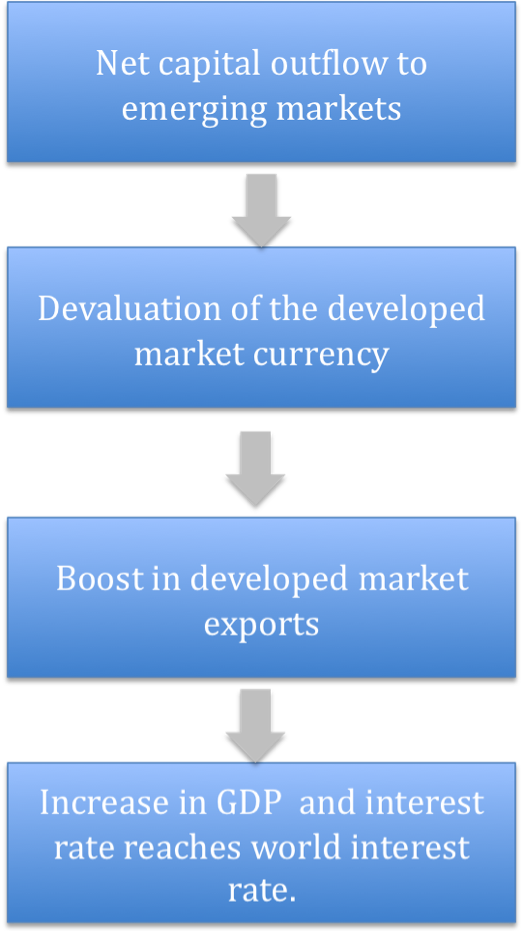 Net capital outflow to
emerging markets
Devaluation of the developed
market currency
Boost in developed market
exports
Increase in GDP  and interest
rate reaches world interest
rate.